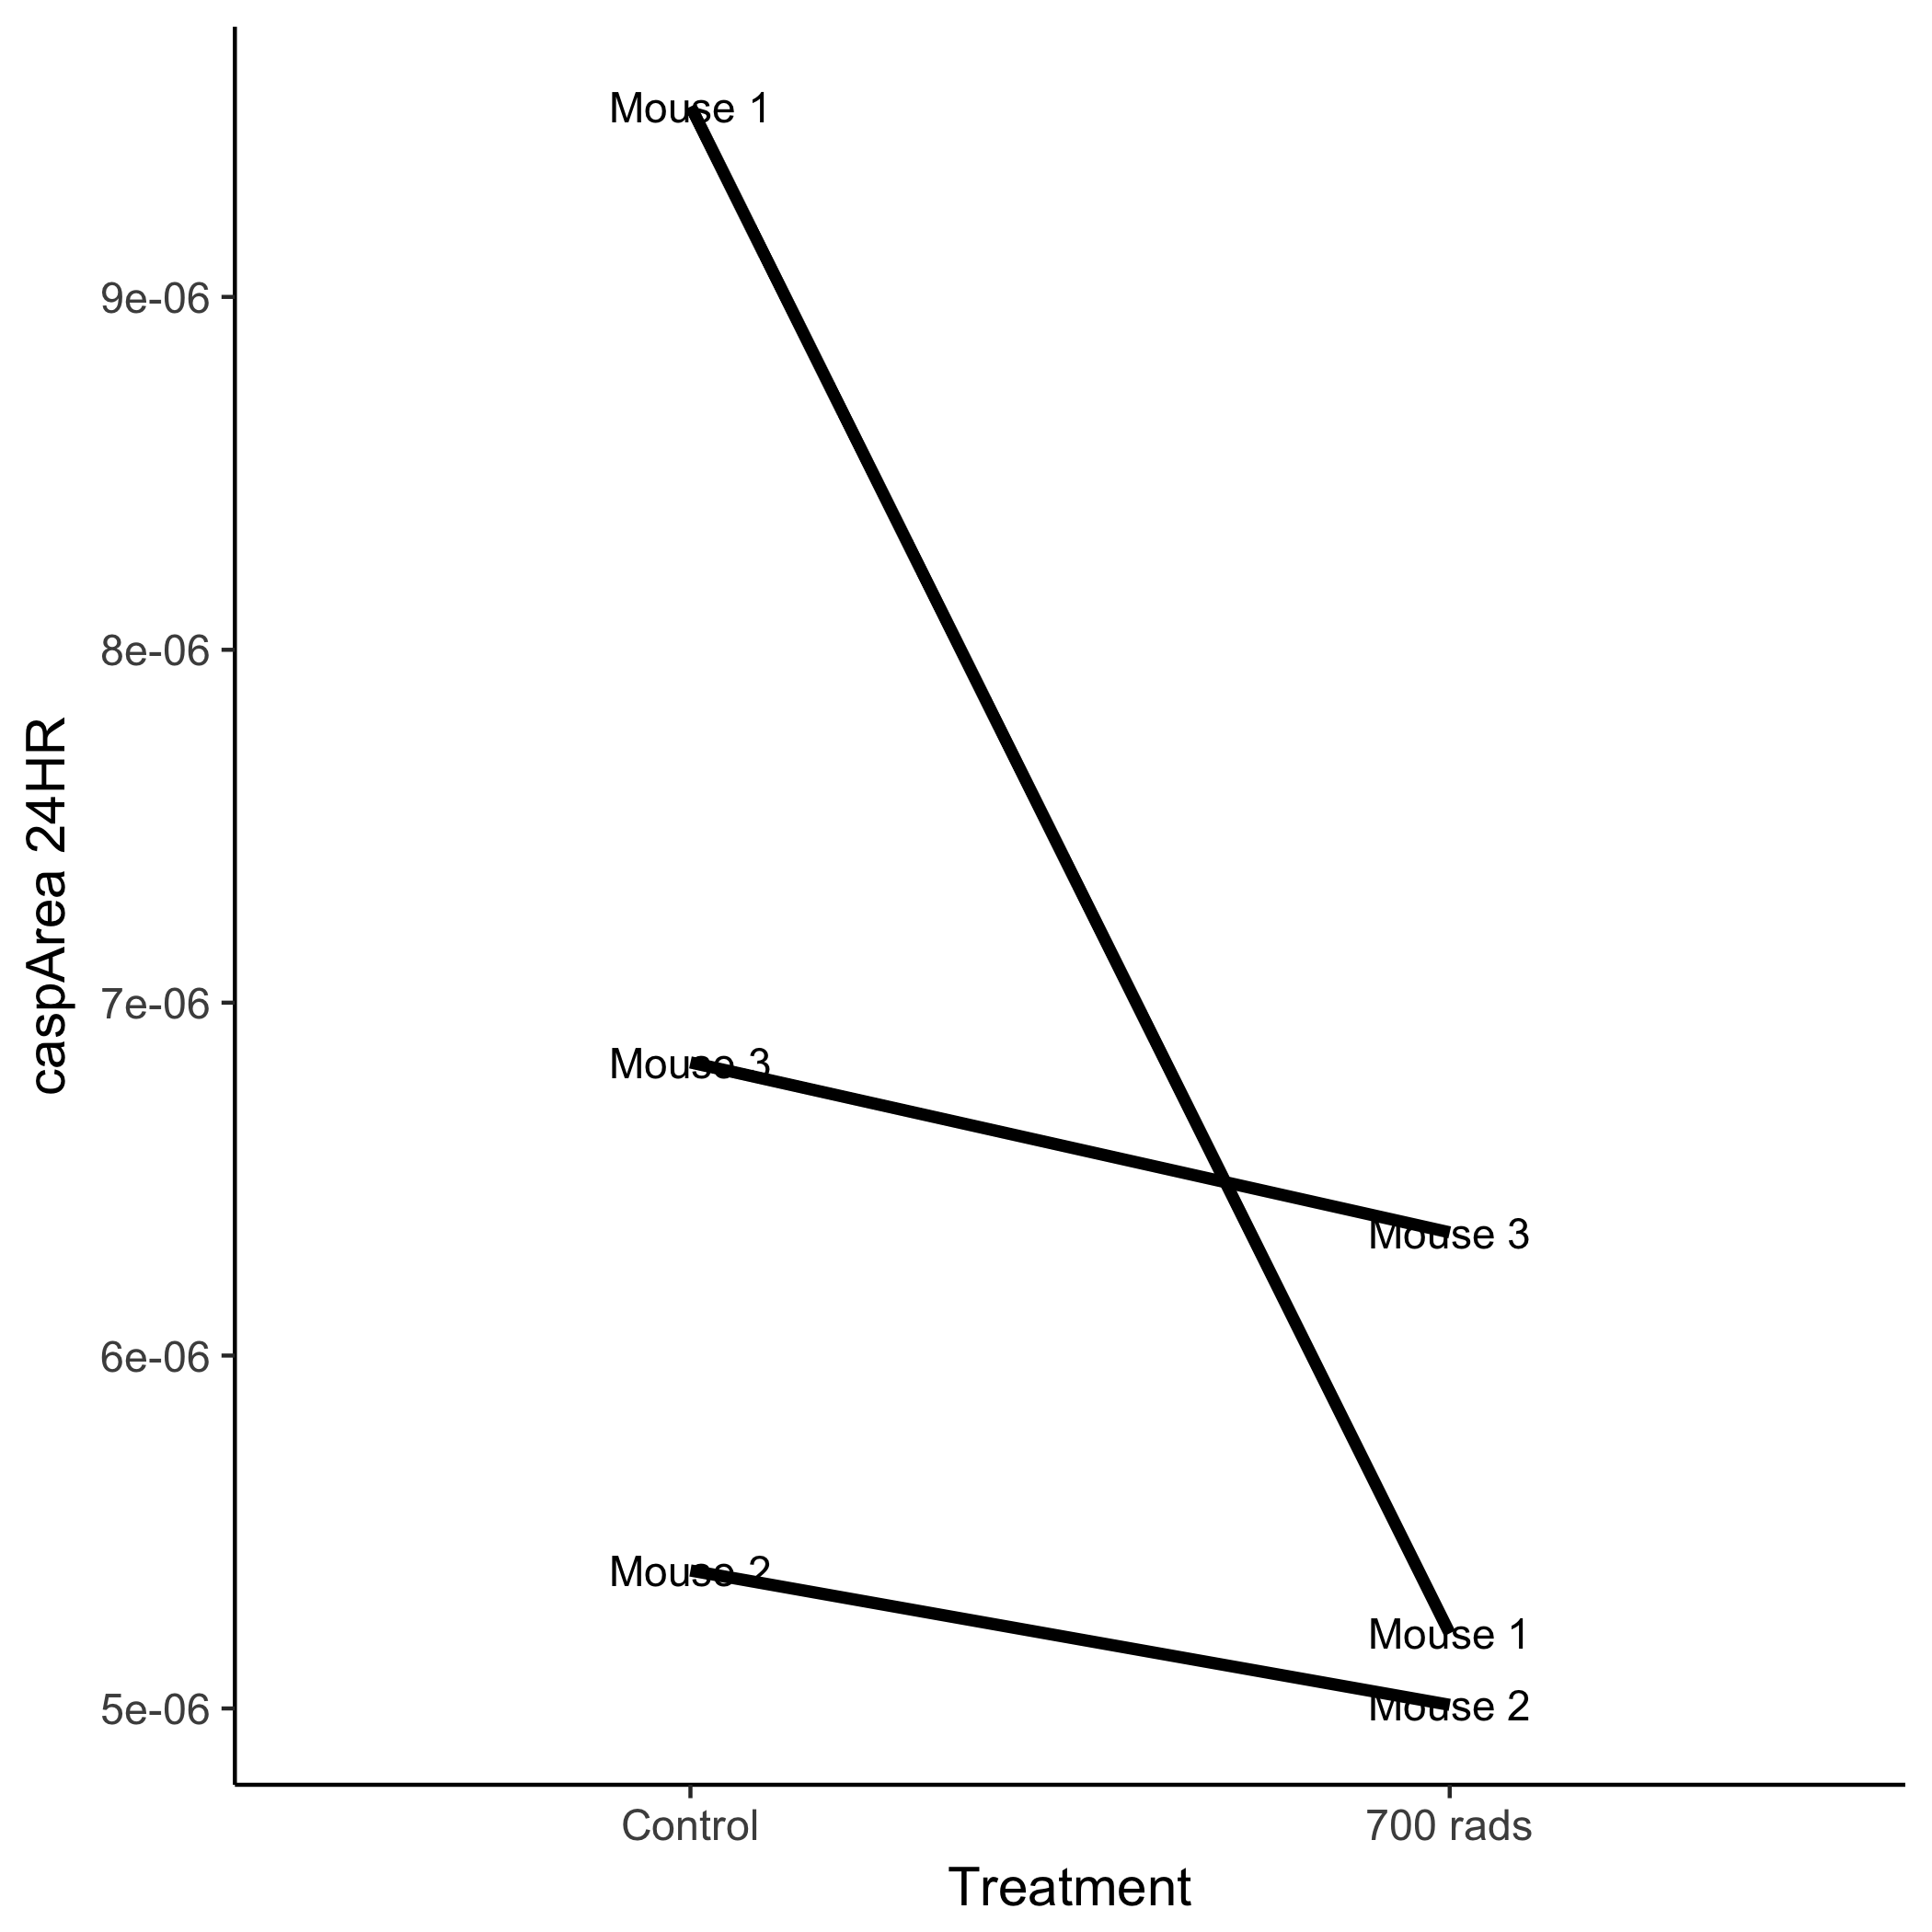 caspArea 24HR
9e-06
8e-06
7e-06
6e-06
5e-06
Mouse 1
Mouse 3
Mouse 3
Mouse 2
Mouse 1
Mouse 2
Control
700 rads
Treatment